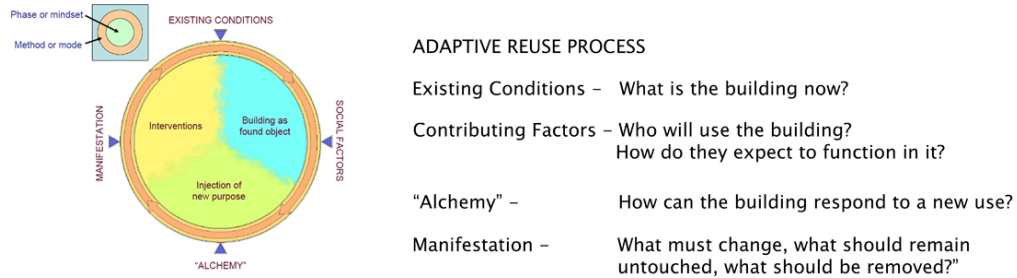 Phase or mindset
Method or mode
EXISTING CONDITIONS
MANIFESTATION
SOCIAL FACTORS
Interventions
Building as
found object
Injection of
new purpose
“ALCHEMY”
ADAPTIVE REUSE PROCESS
Existing Conditions – What is the building now?
Contributing Factors – Who will use the building?
How do they expect to function in it?
“Alchemy” – How can the building respond to a new use?
Manifestation – What must change, what should remain
untouched, what should be removed?”